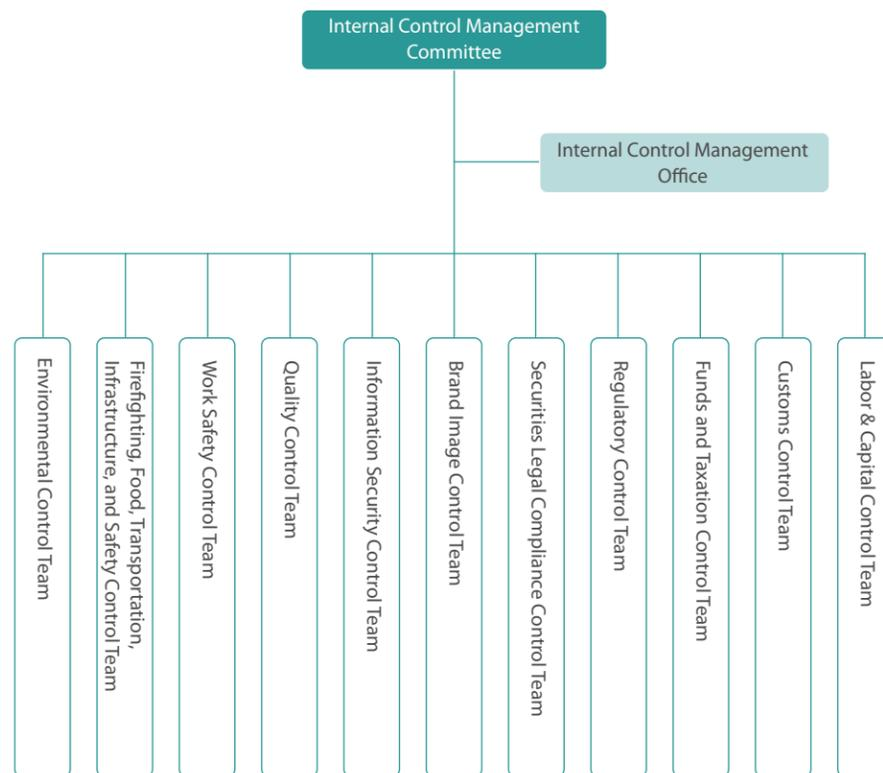 Internal Control Management
Committee
Internal Control Management
Office
Environmental Control Team
Firefighting, Food, Transportation,
Infrastructure, and Safety Control Team
Work Safety Control Team
Quality Control Team
Information Security Control Team
Brand Image Control Team
Securities Legal Compliance Control Team
Regulatory Control Team
Funds and Taxation Control Team
Customs Control Team
Labor & Capital Control Team